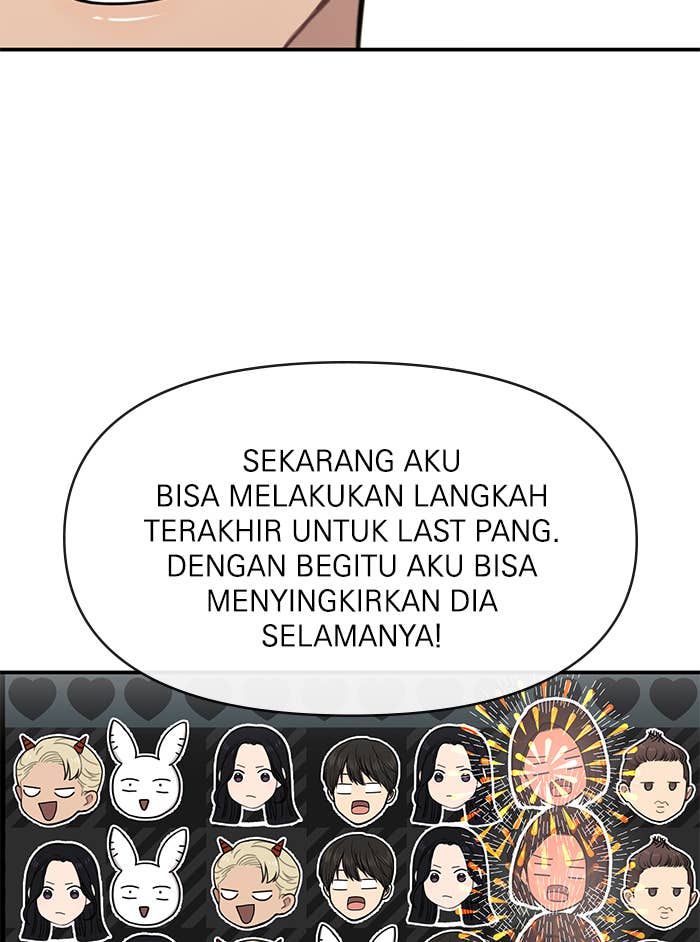 SEKARANG AKU
BISA MELAKUKAN LANGKAH
TERAKHIR UNTUK LAST PANG.
DENGAN BEGITU AKU BISA
MENYINGKIRKAN DIA
SELAMANYA!